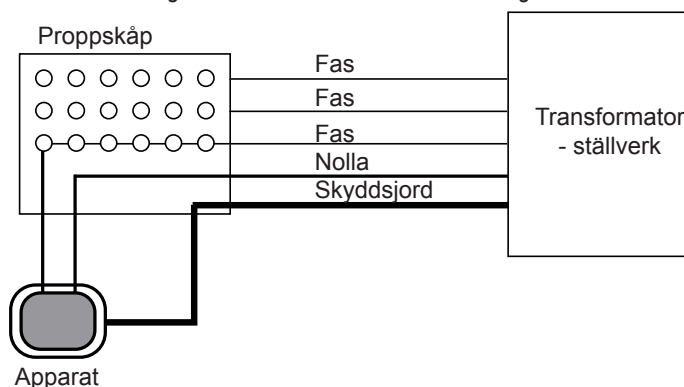 Proppskåp
Fas
Fas
Fas
Nolla
Skyddsjord
Transformator
- ställverk
Apparat